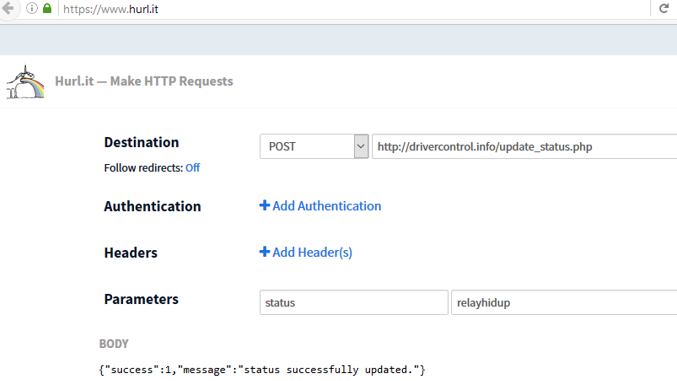 https://www.hurl.it
Hurl.it — Make HTTP Requests
Destination
POST
http://drivercontrol.info/update_status.php
Follow redirects: Off
Authentication
+ Add Authentication
Headers
+ Add Header(s)
Parameters
status
relayhidup
BODY
{"success":1,"message":"status successfully updated."}